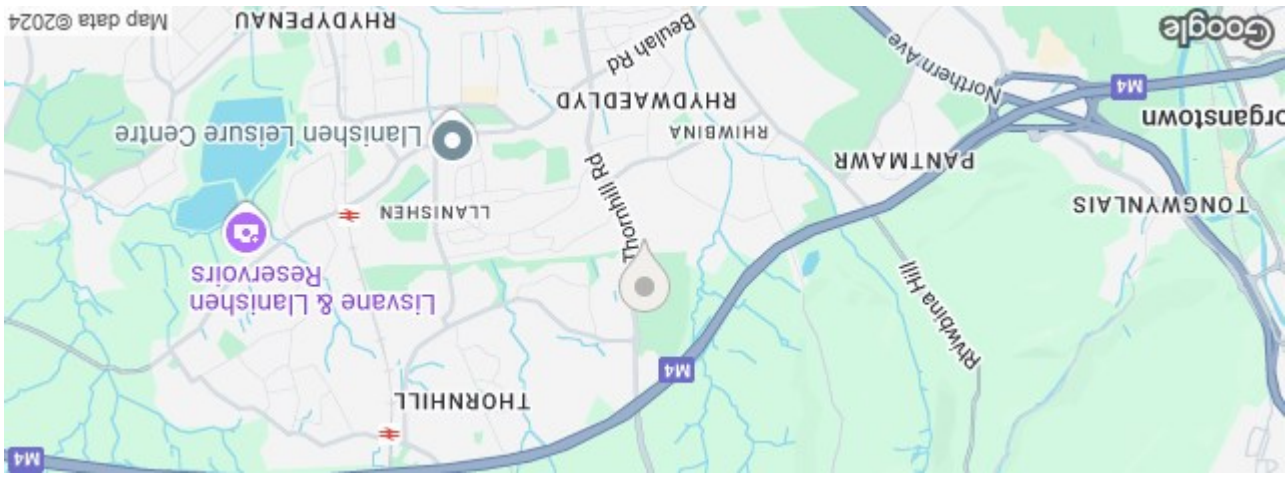 M4
THORNHILL
M4
Rhiwbina Hill
Lisvane & Llanishen
Reservoirs
TONGWYNLAIS
Thornhill Rd
LLANISHEN
PANTMAWR
RHIWBINA
Llanishen Leisure Centre
organstown
RHYDWAEDLYD
M4
Northern Ave
Beulah Rd
Google
RHYDYPENAU
Map data ©2024